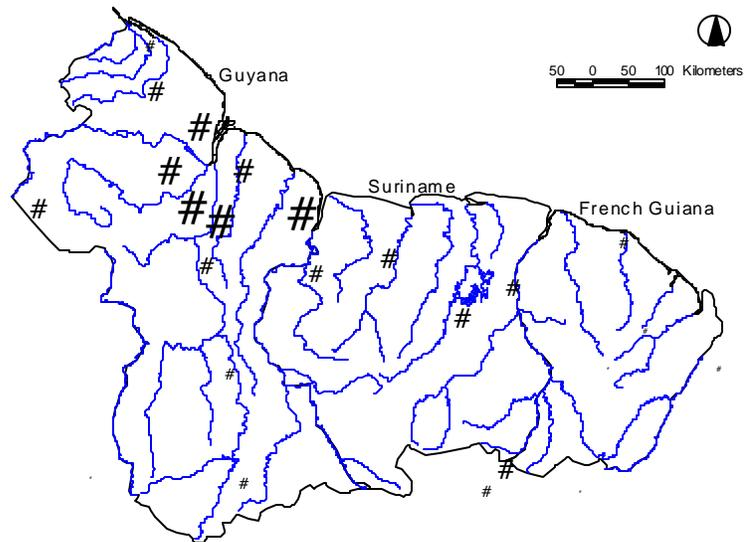 Guyana
50 0 50 100 Kilometers
Suriname
French Guiana
# # # # # # # # # # # # # # # # # # # # # # #